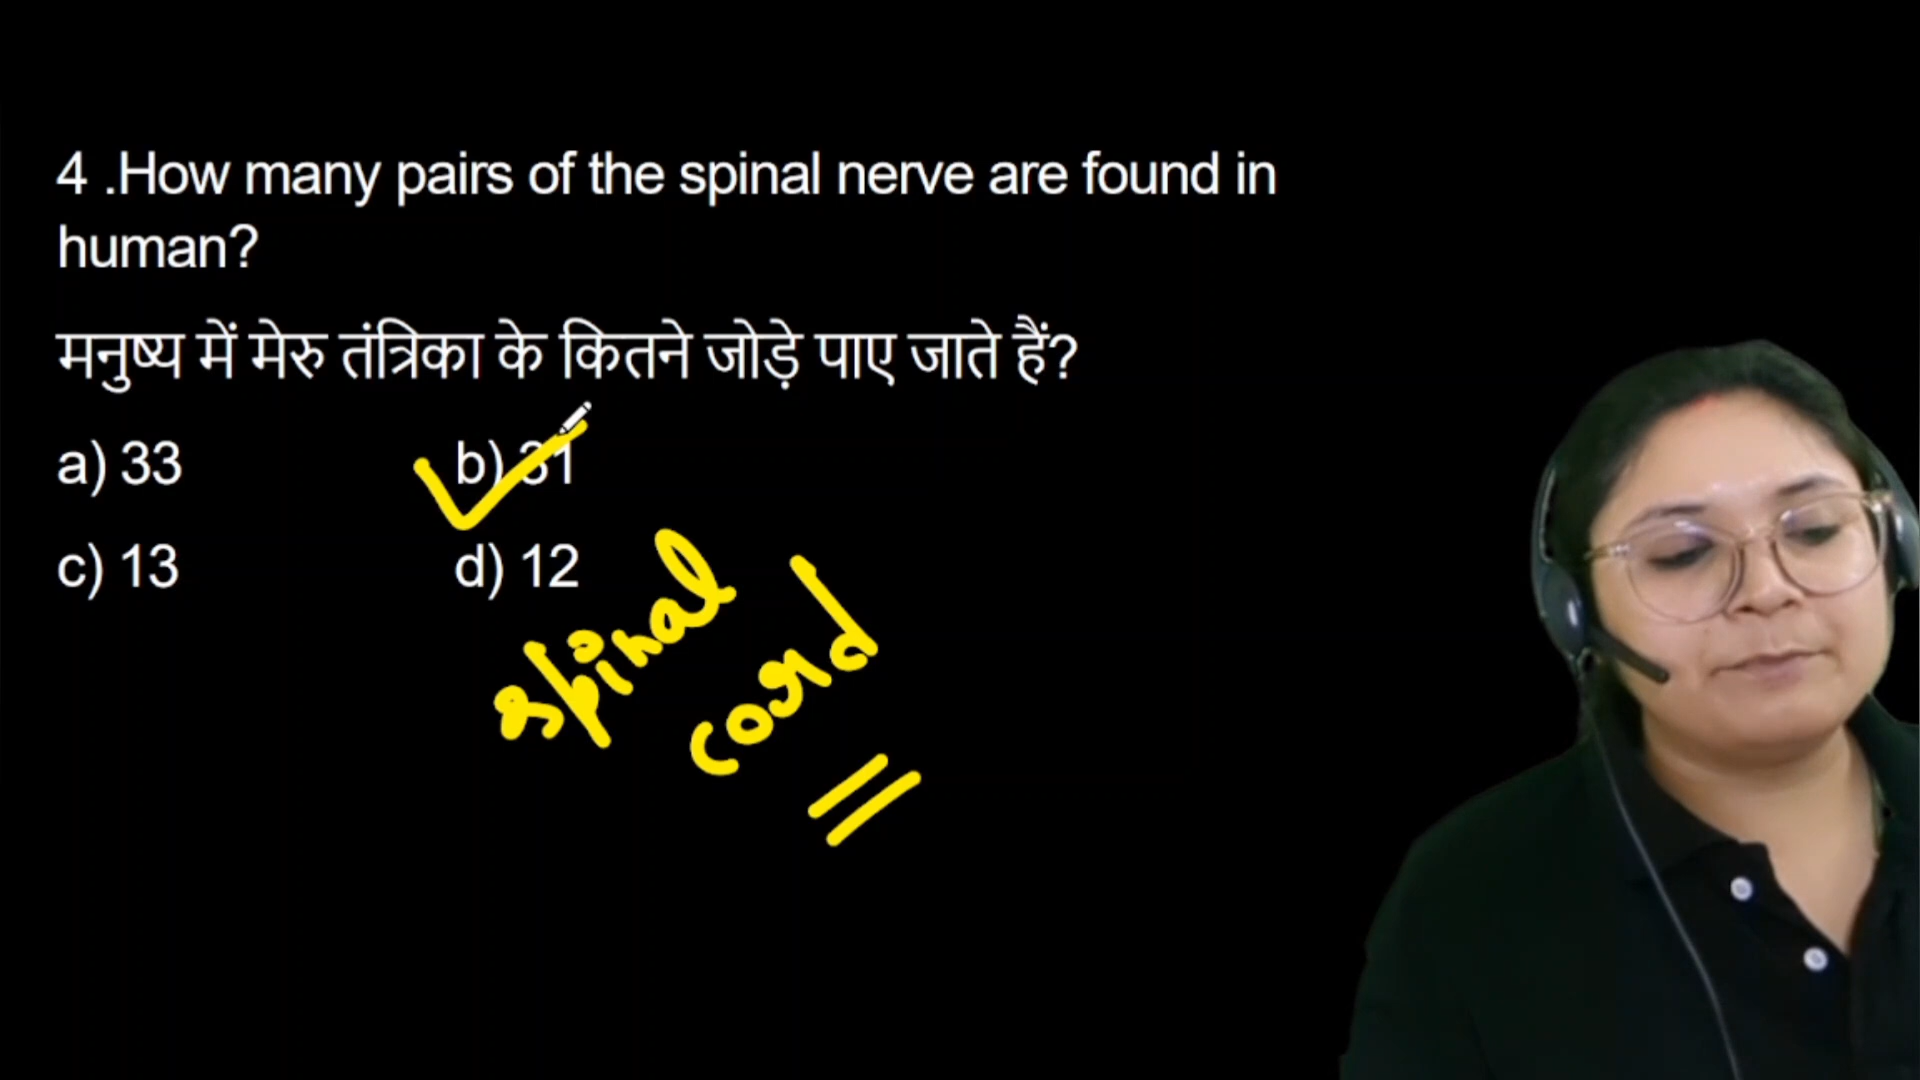 4 .How many pairs of the spinal nerve are found in
human?
मनुष्य में मेरु तंत्रिका के कितने जोड़े पाए जाते हैं?
a) 33 b) 31
c) 13 d) 12
spinal
cord